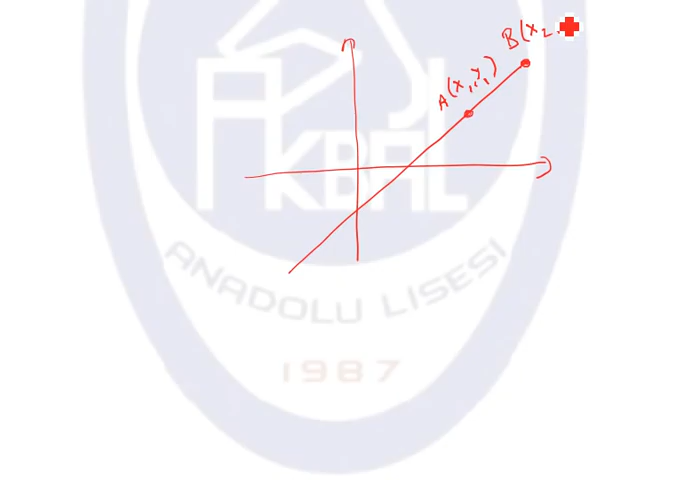 B(x₂,
A(x₁,y₁)
AKBAL
ANADOLU LISESI
1987